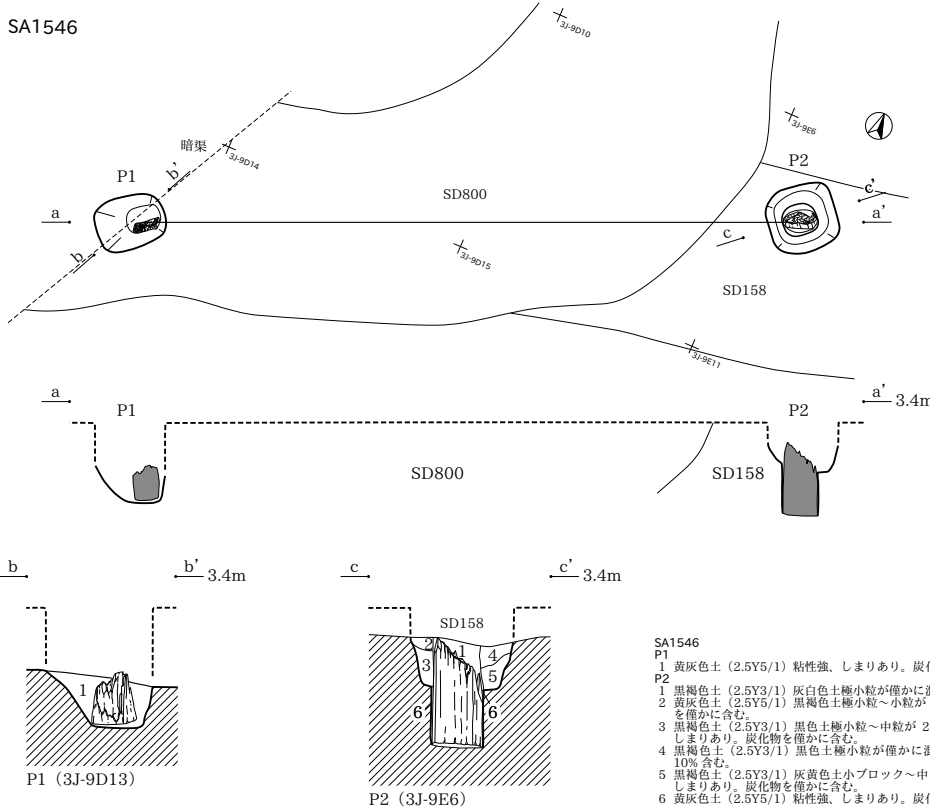 SA1546
3J-9D10
3J-9E6
暗渠
3J-9D14
b'
P1
P2
SD800
c'
a
a'
c
b
3J-9D15
SD158
3J-9E11
a
a'
3.4m
P1
P2
SD800
SD158
b
b'
3.4m
c
c'
3.4m
SD158
2
1
4
3
5
1
6
6
P1（3J-9D13）
P2（3J-9E6）
SA1546
P1
1 黄灰色土（2.5Y5/1）粘性強、しまりあり。炭
P2
1 黒褐色土（2.5Y3/1）灰白色土極小粒が僅かに
2 黄灰色土（2.5Y5/1）黒褐色土極小粒～小粒が
を僅かに含む。
3 黒褐色土（2.5Y3/1）黒色土極小粒～中粒が 2
しまりあり。炭化物を僅かに含む。
4 黒褐色土（2.5Y3/1）黒色土極小粒が僅かに
10% 含む。
5 黒褐色土（2.5Y3/1）灰黄色土小ブロック～中
しまりあり。炭化物を僅かに含む。
6 黄灰色土（2.5Y5/1）粘性強、しまりあり。炭